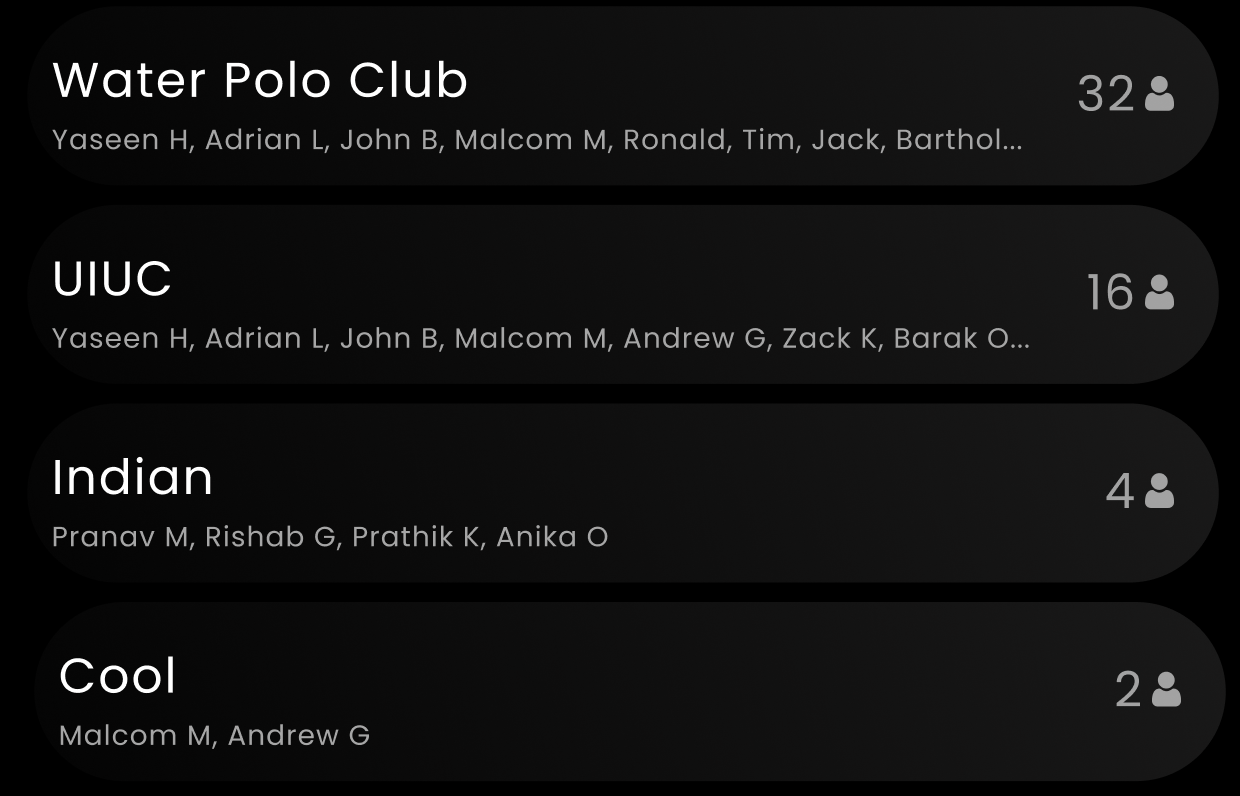 Water Polo Club
32
Yaseen H, Adrian L, John B, Malcom M, Ronald, Tim, Jack, Barthol...
UIUC
16
Yaseen H, Adrian L, John B, Malcom M, Andrew G, Zack K, Barak O...
Indian
4
Pranav M, Rishab G, Prathik K, Anika O
Cool
2
Malcom M, Andrew G